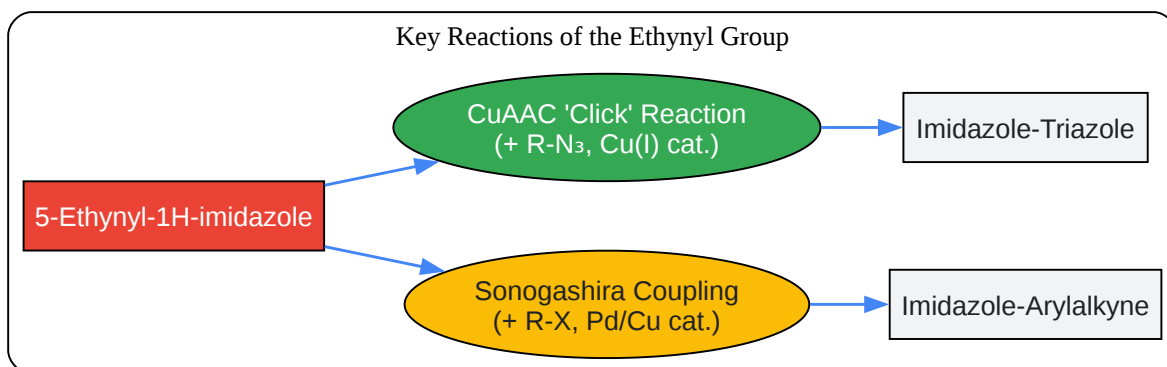 Key Reactions of the Ethynyl Group
CuAAC 'Click' Reaction
(+ R-N₃, Cu(I) cat.)
Imidazole-Triazole
5-Ethynyl-1H-imidazole
Sonogashira Coupling
(+ R-X, Pd/Cu cat.)
Imidazole-Arylalkyne